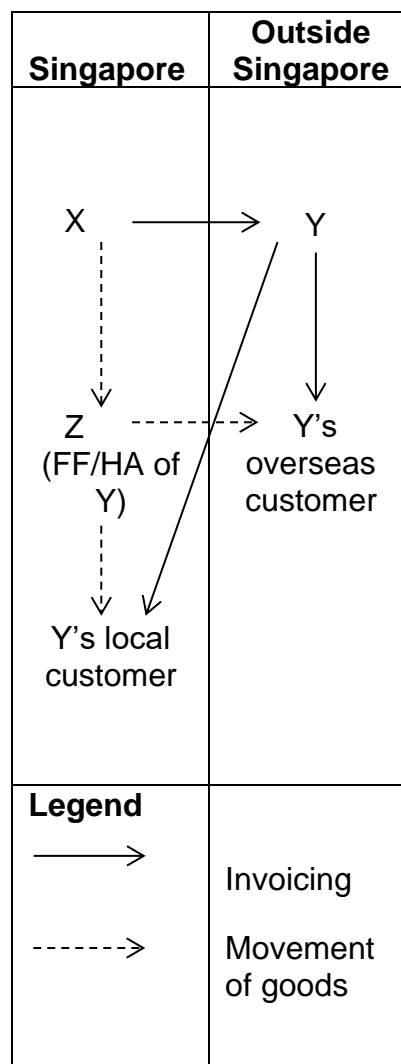 Singapore
Outside
Singapore
X
Y
Z
(FF/HA of
Y)
Y's
overseas
customer
Y's local
customer
Legend
Invoicing
Movement
of goods